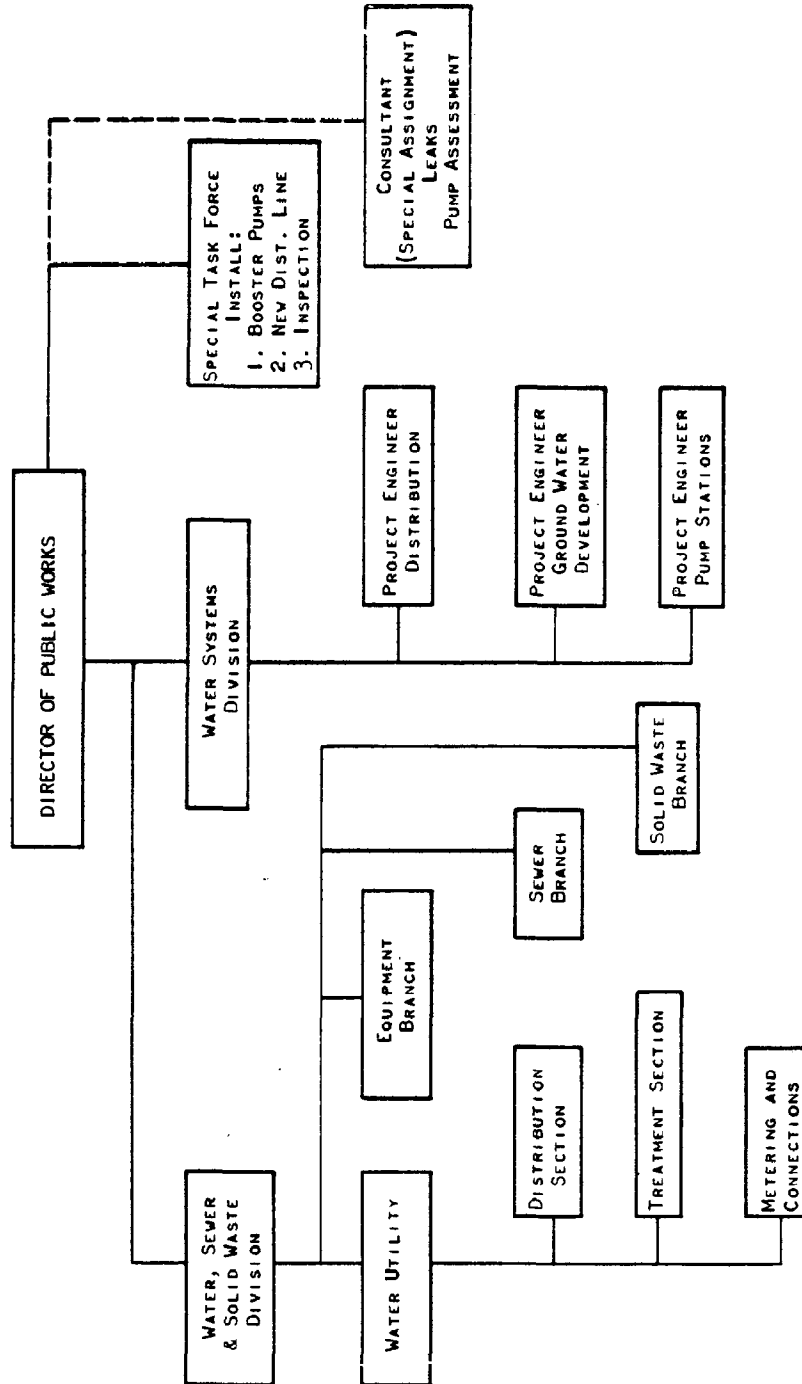 DIRECTOR OF PUBLIC WORKS
SPECIAL TASK FORCE
INSTALL:
1. BOOSTER PUMPS
2. NEW DIST. LINE
3. INSPECTION
CONSULTANT
(SPECIAL ASSIGNMENT)
LEAKS
PUMP ASSESSMENT
WATER, SEWER
& SOLID WASTE
DIVISION
WATER SYSTEMS
DIVISION
WATER UTILITY
EQUIPMENT
BRANCH
SEWER
BRANCH
SOLID WASTE
BRANCH
DISTRIBUTION
SECTION
TREATMENT SECTION
METERING AND
CONNECTIONS
PROJECT ENGINEER
DISTRIBUTION
PROJECT ENGINEER
GROUND WATER
DEVELOPMENT
PROJECT ENGINEER
PUMP STATIONS